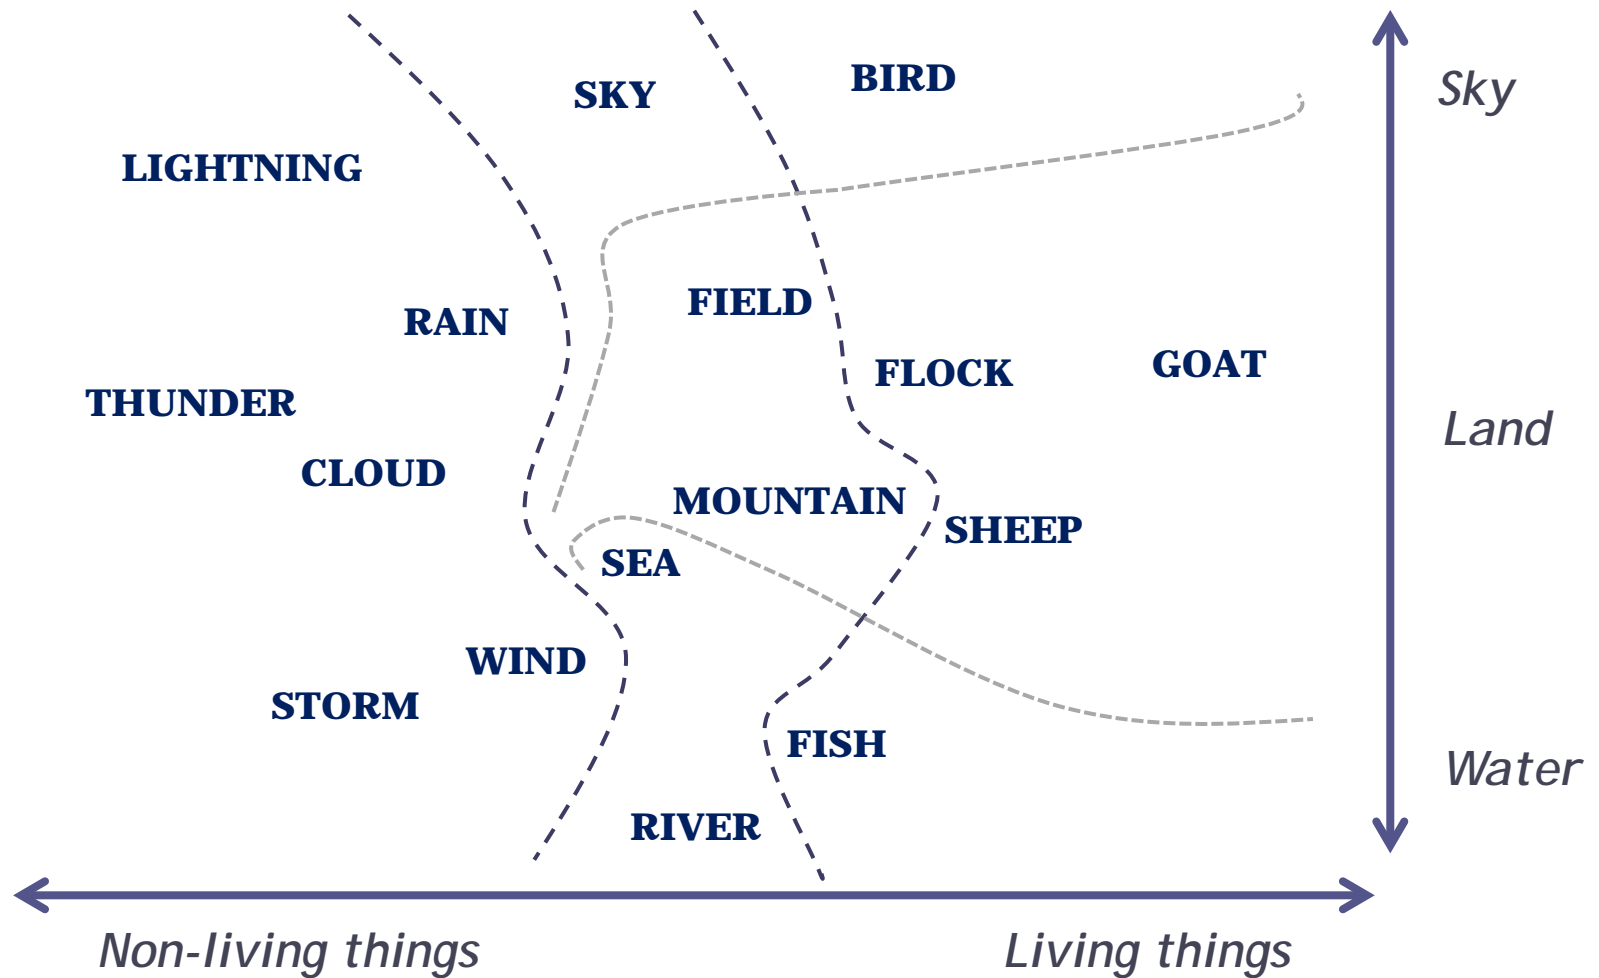 SKY
BIRD
Sky
LIGHTNING
RAIN
FIELD
FLOCK
GOAT
THUNDER
Land
CLOUD
MOUNTAIN
SHEEP
SEA
WIND
STORM
FISH
Water
RIVER
Non-living things
Living things